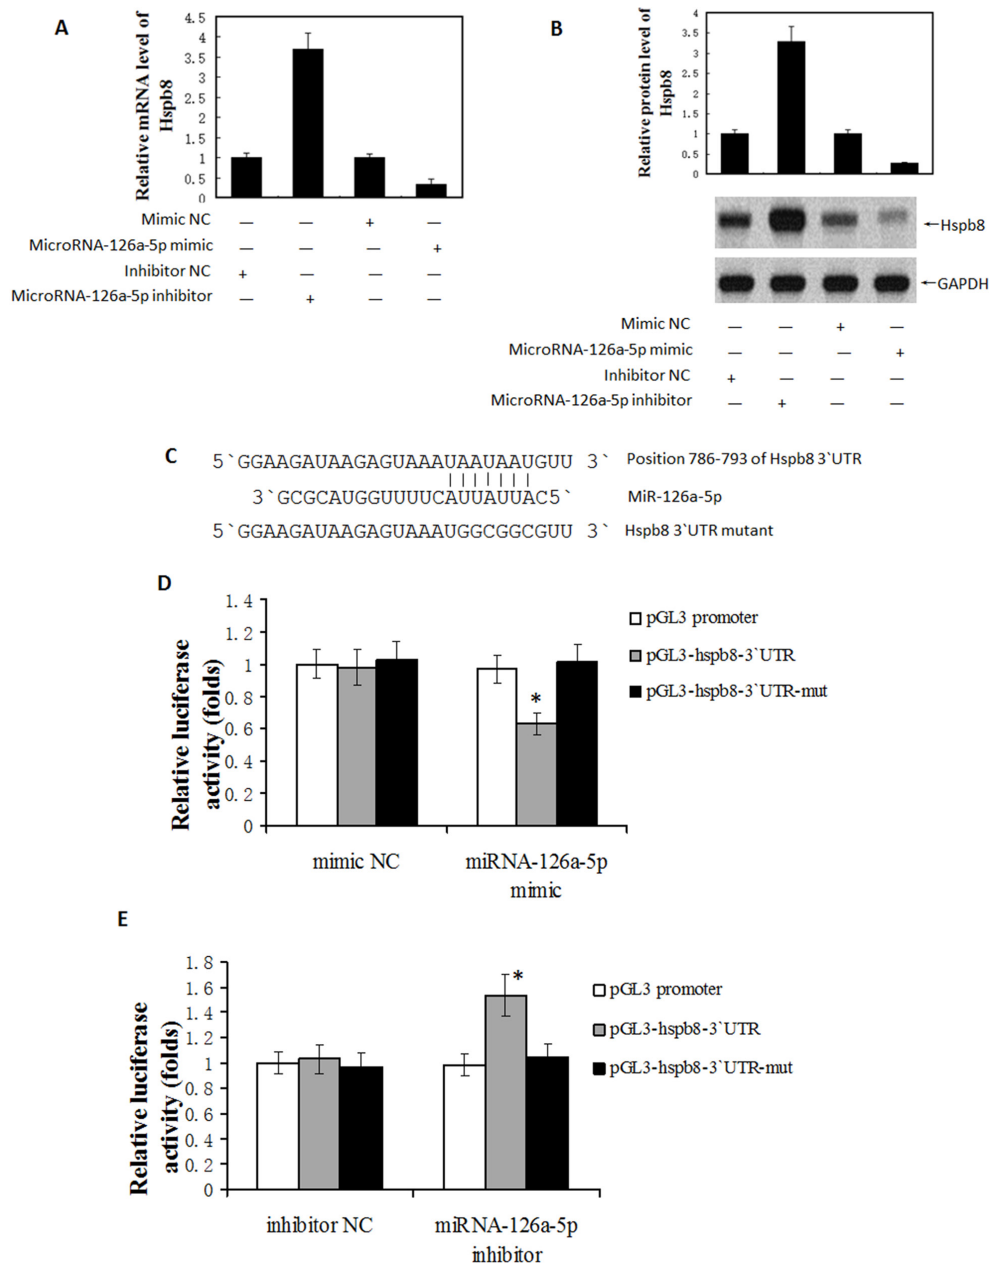 A
Relative mRNA level of
Hspb8
4.5
4
3.5
3
2.5
2
1.5
1
0.5
0
Mimic NC — — + —
MicroRNA-126a-5p mimic — — — +
Inhibitor NC + — — —
MicroRNA-126a-5p inhibitor — + — —
B
Relative protein level of
Hspb8
4
3.5
3
2.5
2
1.5
1
0.5
0
←Hspb8
←GAPDH
Mimic NC — — + —
MicroRNA-126a-5p mimic — — — +
Inhibitor NC + — — —
MicroRNA-126a-5p inhibitor — + — —
C
5`GGAAGAUAAGAGUAAAUAAUAAUGUU 3` Position 786-793 of Hspb8 3`UTR
3`GCGCAUGGUUUUCAUUAUUAC5` MiR-126a-5p
5`GGAAGAUAAGAGUAAAUGGCGGCGUU 3` Hspb8 3`UTR mutant
D
Relative luciferase
activity (folds)
1.4
1.2
1
0.8
0.6
0.4
0.2
0
*
mimic NC
miRNA-126a-5p
mimic
pGL3 promoter
pGL3-hspb8-3`UTR
pGL3-hspb8-3`UTR-mut
E
Relative luciferase
activity (folds)
1.8
1.6
1.4
1.2
1
0.8
0.6
0.4
0.2
0
*
inhibitor NC
miRNA-126a-5p
inhibitor
pGL3 promoter
pGL3-hspb8-3`UTR
pGL3-hspb8-3`UTR-mut